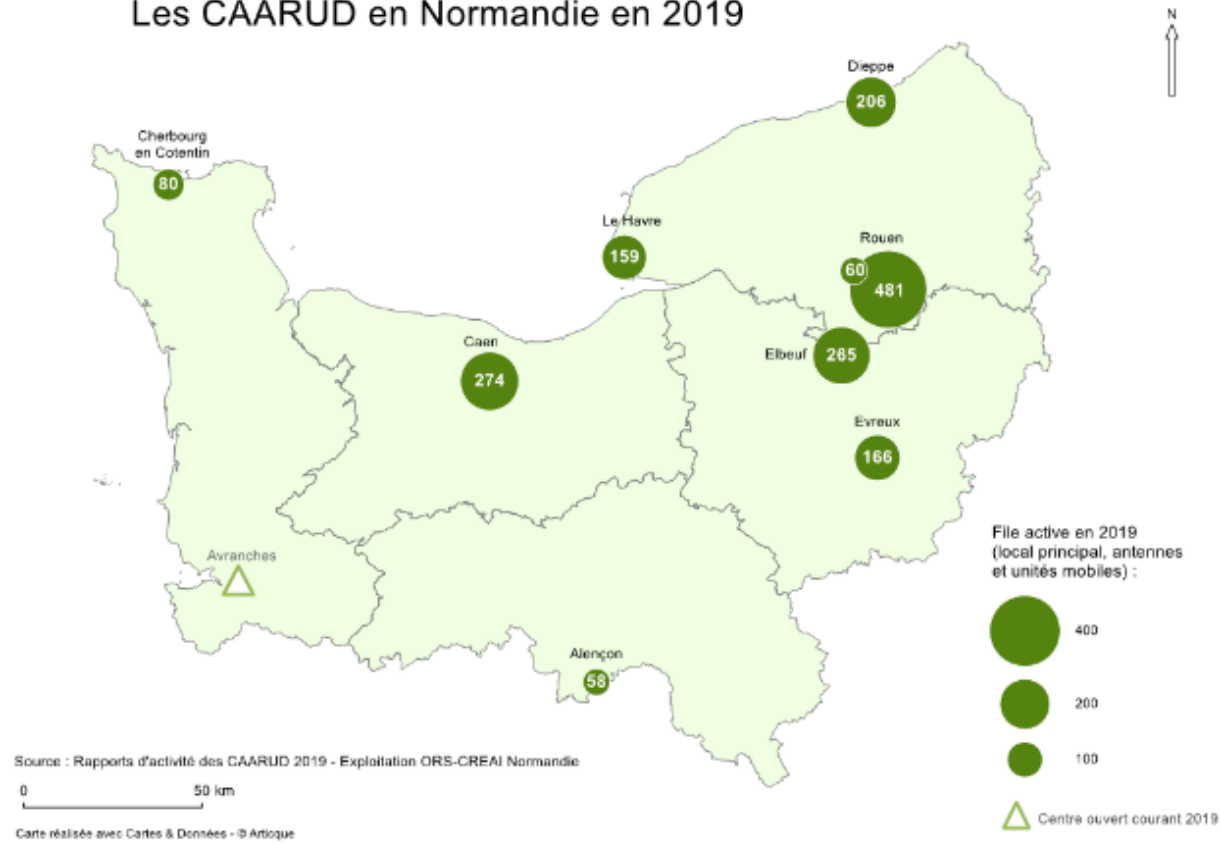 Les CAARUD en Normandie en 2019
N
Dieppe
206
Cherbourg
en Cotentin
80
Le Havre
159
Rouen
60
481
Caen
274
Elbeuf
265
Evreux
166
Avranches
Alençon
58
File active en 2019
(local principal, antennes
et unités mobiles) :
400
200
100
Centre ouvert courant 2019
Source : Rapports d'activité des CAARUD 2019 - Exploitation ORS-CREAI Normandie
0 50 km
Carte réalisée avec Cartes & Données - © Articque